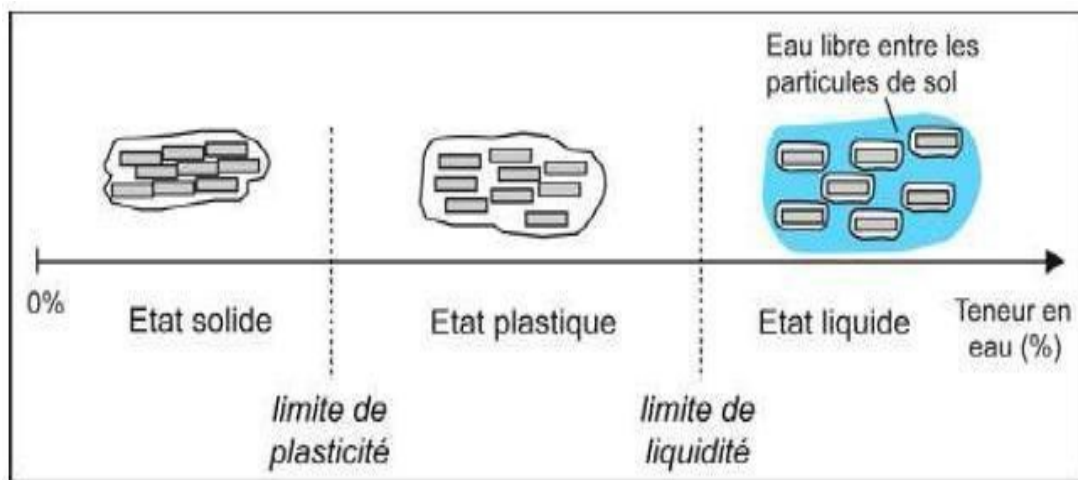 Eau libre entre les
particules de sol
0%
Etat solide
Etat plastique
Etat liquide
Teneur en
eau (%)
limite de
plasticité
limite de
liquidité